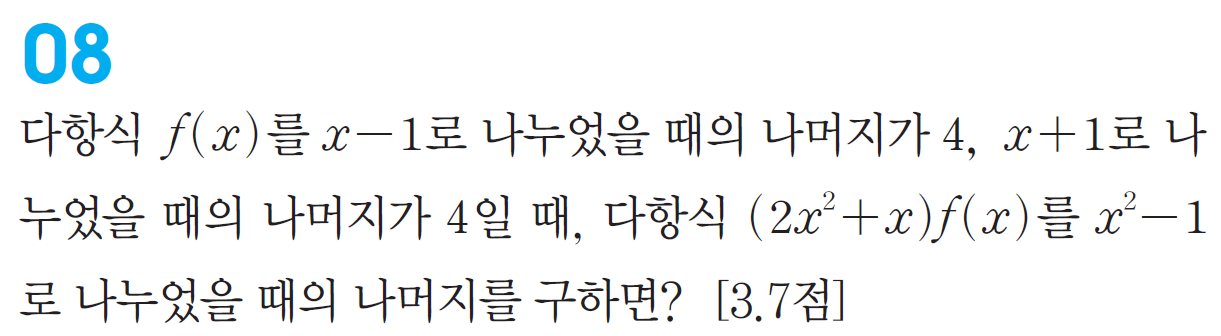 08
다항식 f(x)를 x-1로 나누었을 때의 나머지가 4, x+1로 나
누었을 때의 나머지가 4일 때, 다항식 (2x²+x)f(x)를 x²-1
로 나누었을 때의 나머지를 구하면? [3.7점]